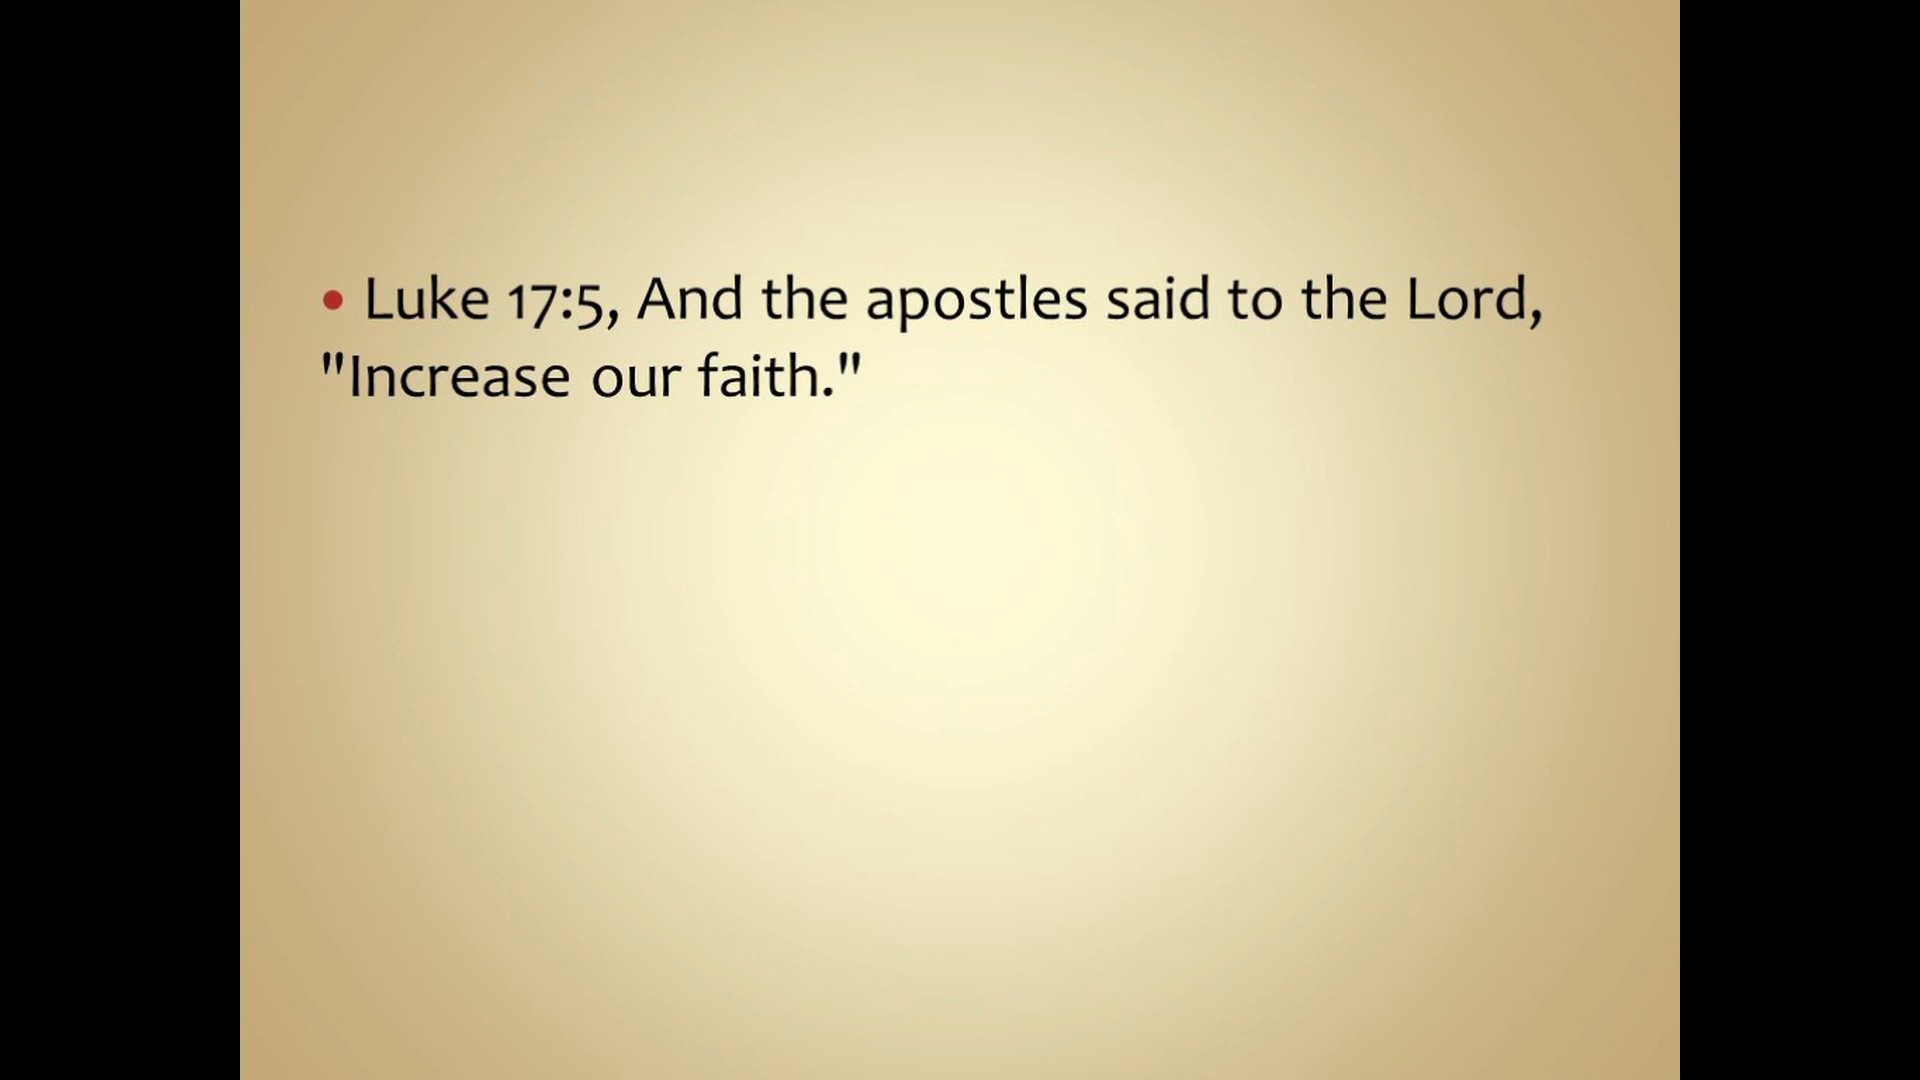 • Luke 17:5, And the apostles said to the Lord,
"Increase our faith."